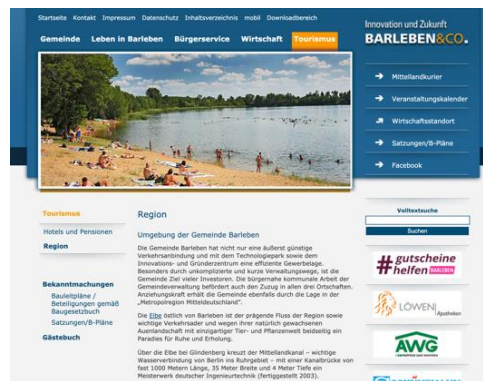 Startseite Kontakt Impressum Datenschutz Inhaltsverzeichnis mobil Downloadbereich
Gemeinde Leben in Barleben Bürgerservice Wirtschaft Tourismus
Innovation und Zukunft
BARLEBEN&CO.
Mittellandkurier
Veranstaltungskalender
Wirtschaftsstandort
Satzungen/B-Pläne
Facebook
Tourismus
Hotels und Pensionen
Region
Bekanntmachungen
Bauleitpläne /
Beteiligungen gemäß
Baugesetzbuch
Satzungen/B-Pläne
Gästebuch
Region
Umgebung der Gemeinde Barleben
Die Gemeinde Barleben hat nicht nur eine äußerst günstige
Verkehrsanbindung und mit dem Technologiepark sowie dem
Innovations- und Gründerzentrum eine effiziente Gewerbelage.
Besonders durch unkomplizierte und kurze Verwaltungswege, ist die
Gemeinde Ziel vieler Investoren. Die bürgernahe kommunale Arbeit der
Gemeindeverwaltung befördert auch den Zuzug in allen drei Ortschaften.
Anziehungskraft erhält die Gemeinde ebenfalls durch die Lage in der
„Metropolregion Mitteldeutschland".
Die Elbe östlich von Barleben ist der prägende Fluss der Region sowie
wichtige Verkehrsader und wegen ihrer natürlich gewachsenen
Auenlandschaft mit einzigartiger Tier- und Pflanzenwelt beidseitig ein
Paradies für Ruhe und Erholung.
Über die Elbe bei Glindenberg kreuzt der Mittellandkanal – wichtige
Wasserverbindung von Berlin ins Ruhrgebiet – mit einer Kanalbrücke von
fast 1000 Metern Länge, 35 Meter Breite und 4 Meter Tiefe ein
Meisterwerk deutscher Ingenieurtechnik (fertiggestellt 2003).
Volltextsuche
Suchen
#gutscheine
helfen BARLEBEN
LÖWEN Apotheken
AWG